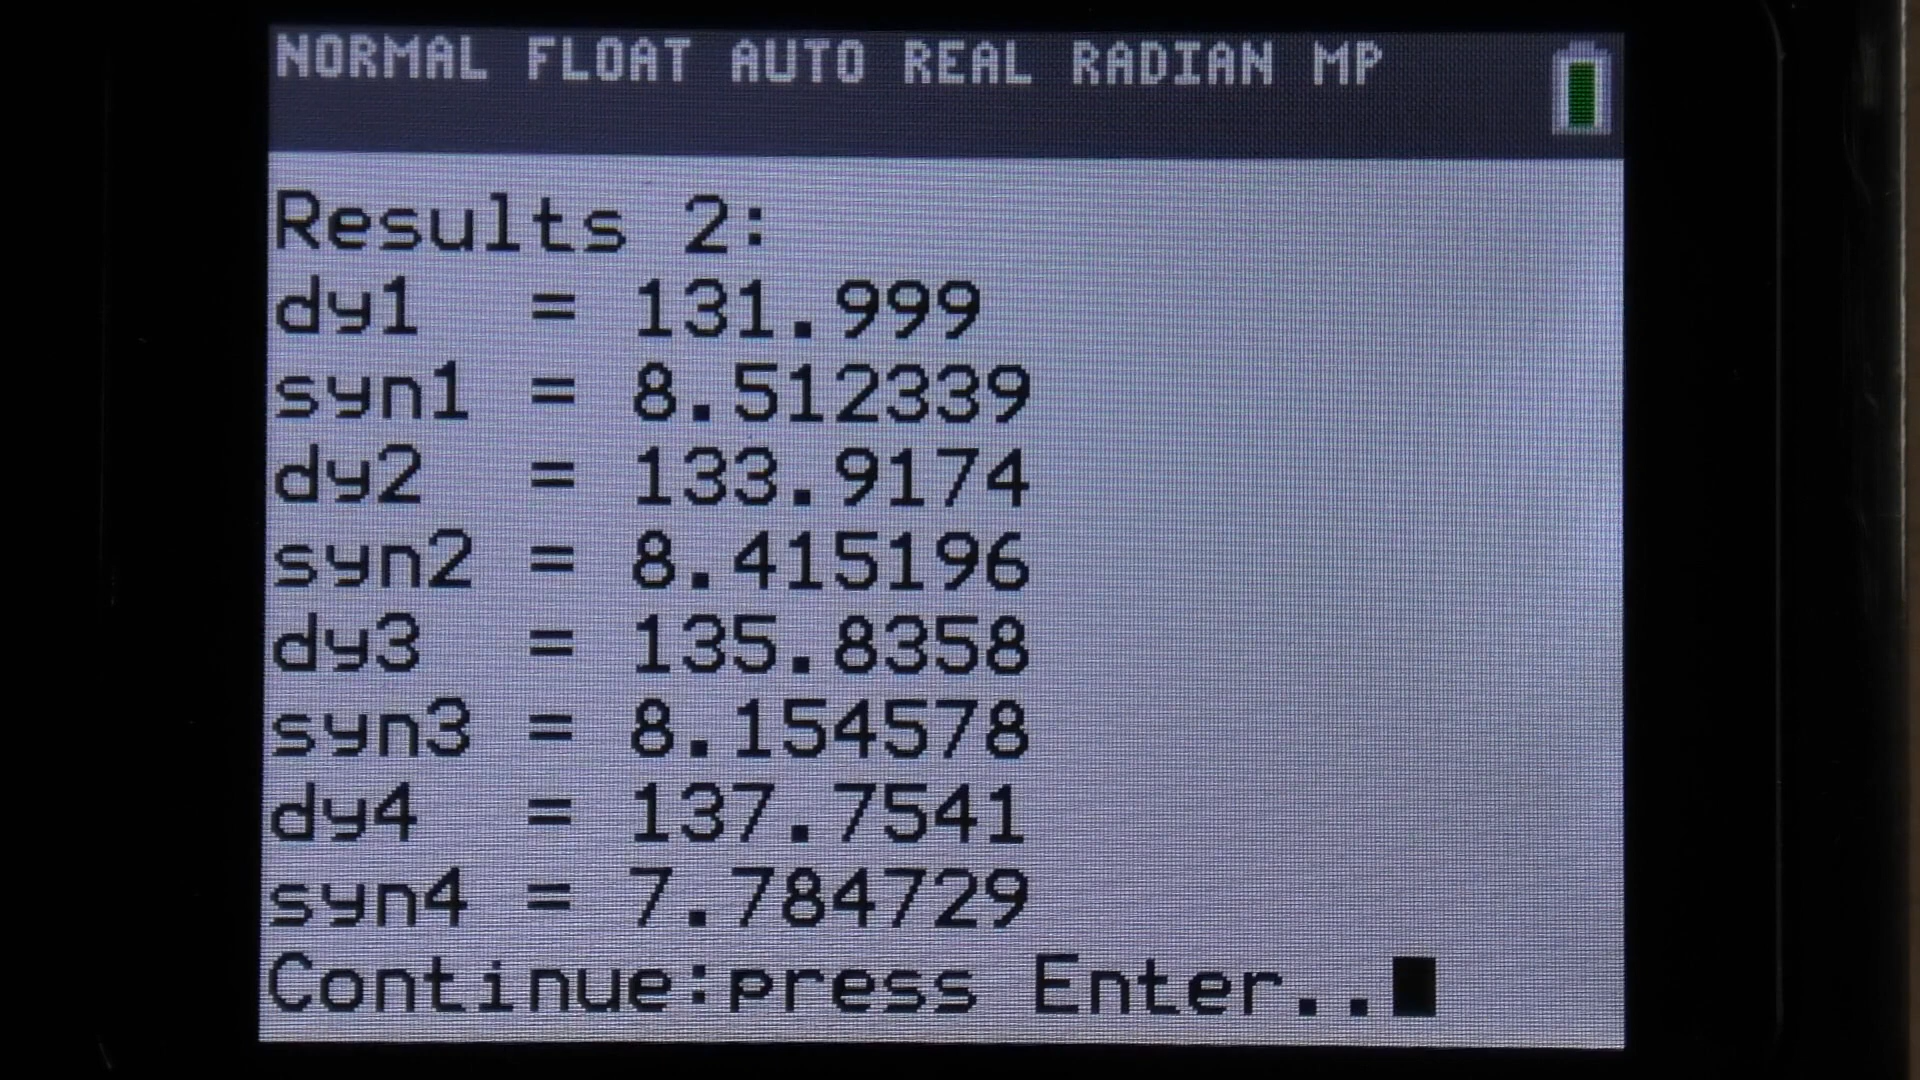 NORMAL FLOAT AUTO REAL RADIAN MP
Results 2:
dy1 = 131.999
syn1 = 8.512339
dy2 = 133.9174
syn2 = 8.415196
dy3 = 135.8358
syn3 = 8.154578
dy4 = 137.7541
syn4 = 7.784729
Continue:press Enter..